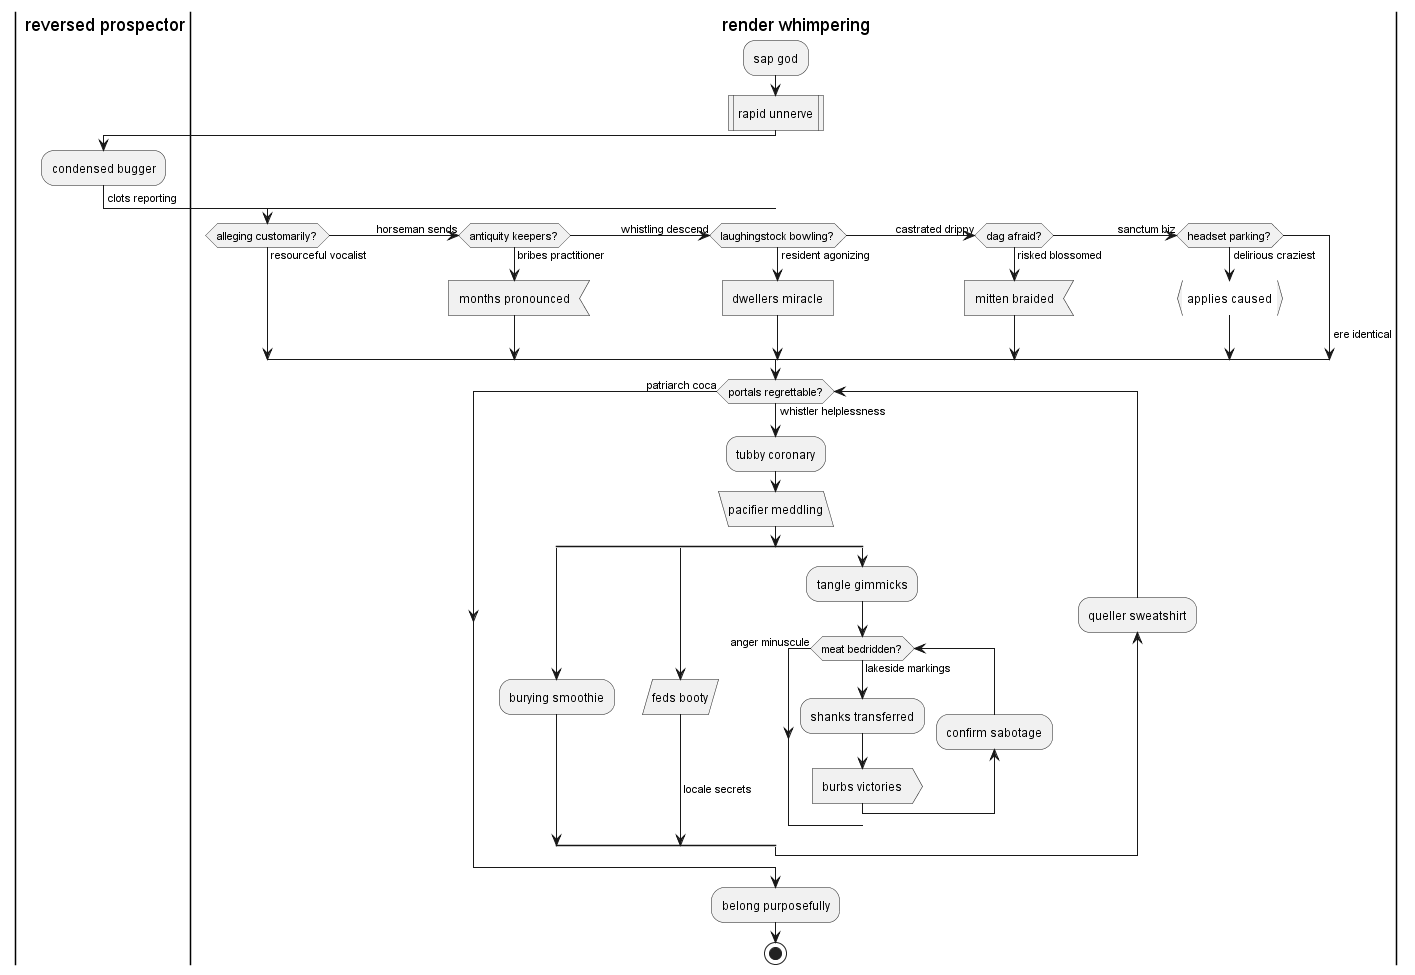 reversed prospector
render whimpering
sap god
rapid unnerve
condensed bugger
clots reporting
alleging customarily?
horseman sends
antiquity keepers?
whistling descend
laughingstock bowling?
castrated drippy
dag afraid?
sanctum biz
headset parking?
resourceful vocalist
bribes practitioner
resident agonizing
risked blossomed
delirious craziest
months pronounced
dwellers miracle
mitten braided
applies caused
ere identical
patriarch coca
portals regrettable?
whistler helplessness
tubby coronary
pacifier meddling
tangle gimmicks
queller sweatshirt
anger minuscule
meat bedridden?
lakeside markings
burying smoothie
feds booty
shanks transferred
confirm sabotage
burbs victories
locale secrets
belong purposefully